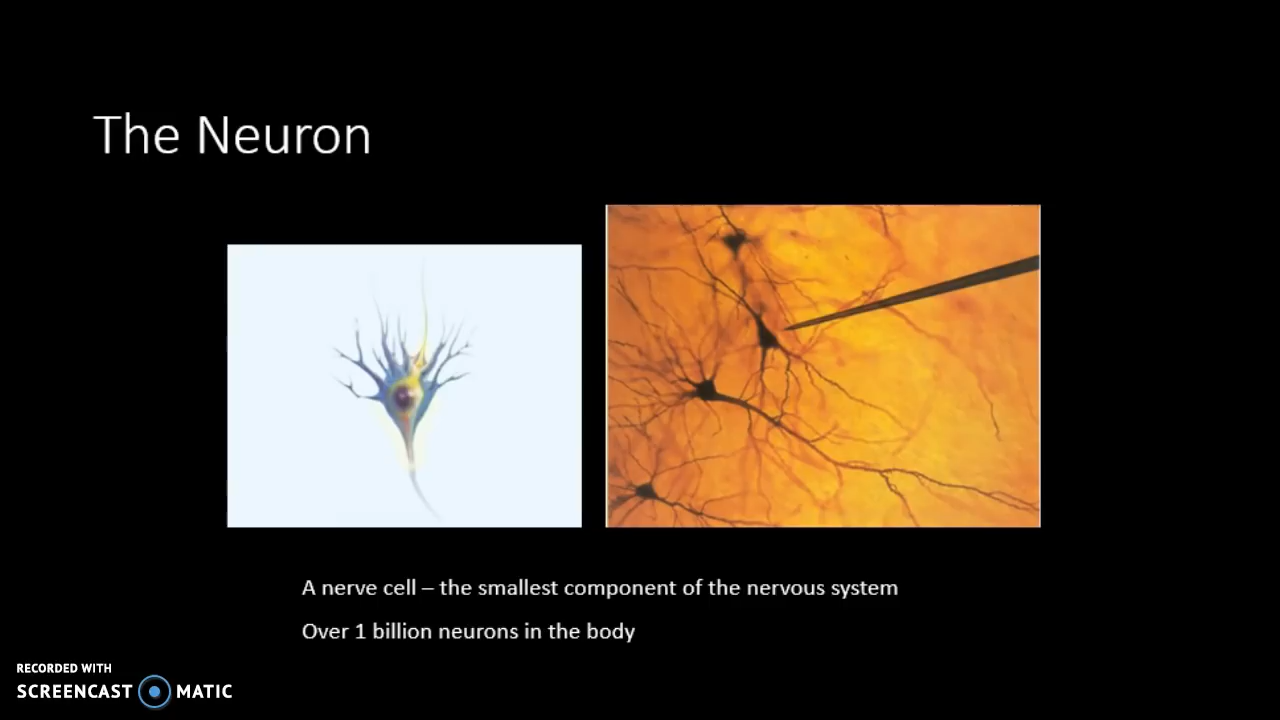 The Neuron
A nerve cell – the smallest component of the nervous system
Over 1 billion neurons in the body
RECORDED WITH
SCREENCAST MATIC